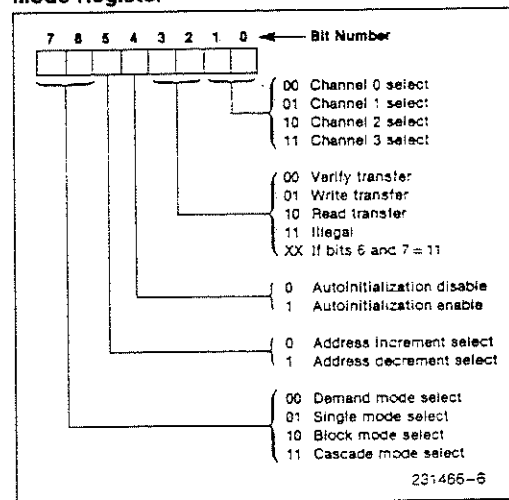 Mode Register
7 6 5 4 3 2 1 0 Bit Number
00 Channel 0 select
01 Channel 1 select
10 Channel 2 select
11 Channel 3 select
00 Verify transfer
01 Write transfer
10 Read transfer
11 Illegal
XX If bits 6 and 7 = 11
0 Autoinitialization disable
1 Autoinitialization enable
0 Address increment select
1 Address decrement select
00 Demand mode select
01 Single mode select
10 Block mode select
11 Cascade mode select
231466-6